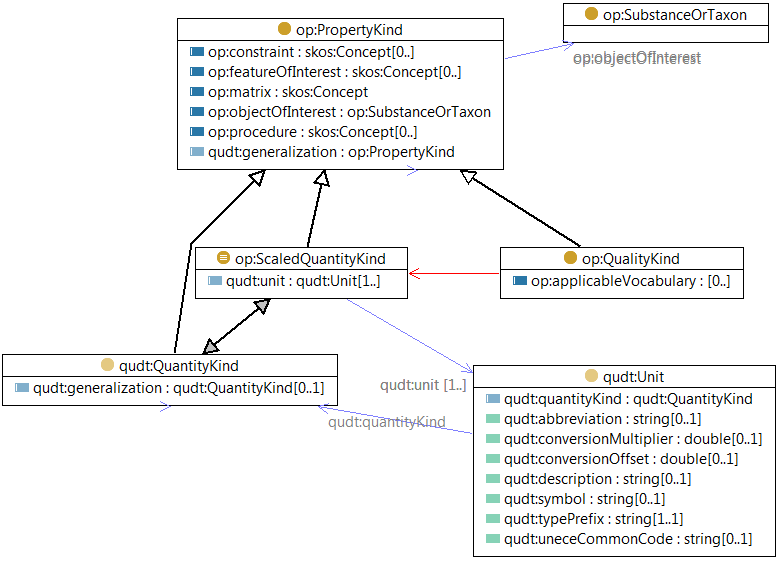 op:PropertyKind
op:constraint : skos:Concept[0..]
op:featureOfInterest : skos:Concept[0..]
op:matrix : skos:Concept
op:objectOfInterest : op:SubstanceOrTaxon
op:procedure : skos:Concept[0..]
qudt:generalization : op:PropertyKind
op:SubstanceOrTaxon
op:objectOfInterest
op:ScaledQuantityKind
qudt:unit : qudt:Unit[1..]
op:QualityKind
op:applicableVocabulary : [0..]
qudt:QuantityKind
qudt:generalization : qudt:QuantityKind[0..1]
qudt:unit [1..]
qudt:quantityKind
qudt:Unit
qudt:quantityKind : qudt:QuantityKind
qudt:abbreviation : string[0..1]
qudt:conversionMultiplier : double[0..1]
qudt:conversionOffset : double[0..1]
qudt:description : string[0..1]
qudt:symbol : string[0..1]
qudt:typePrefix : string[1..1]
qudt:uneceCommonCode : string[0..1]